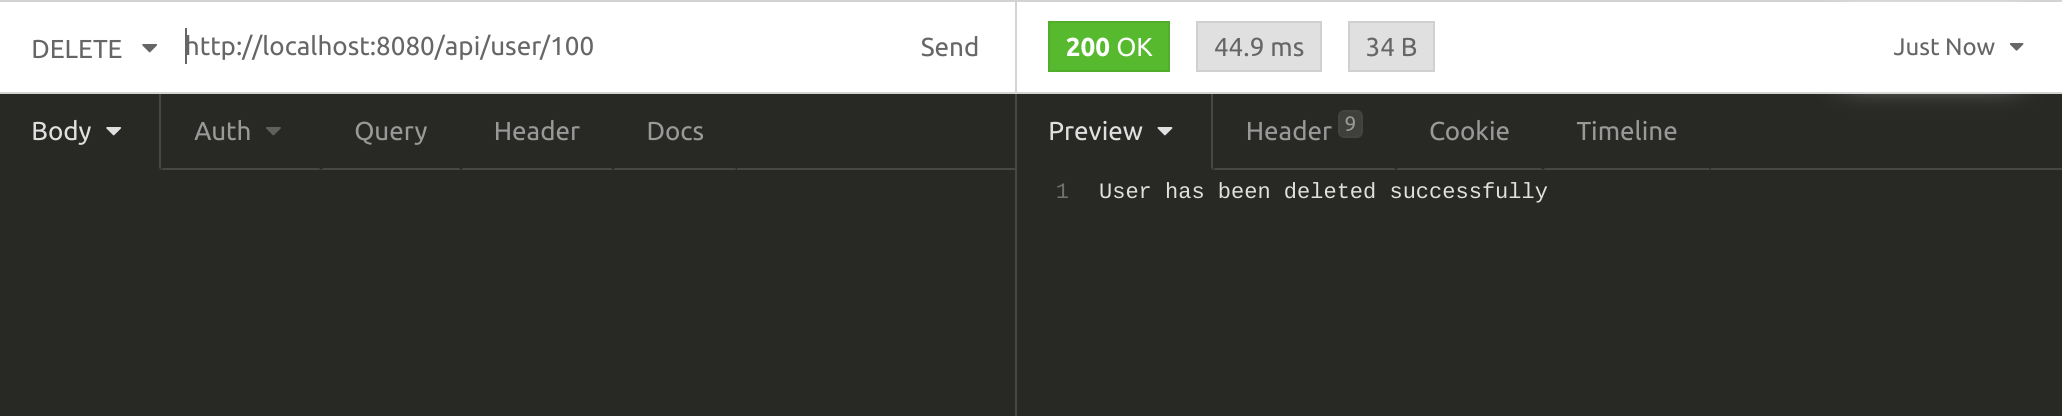 DELETE http://localhost:8080/api/user/100 Send 200 OK 44.9 ms 34 B Just Now
Body Auth Query Header Docs Preview Header 9 Cookie Timeline
1 User has been deleted successfully